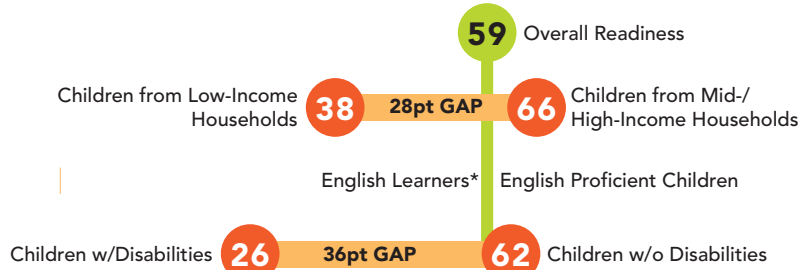 59 Overall Readiness
Children from Low-Income
Households
38 28pt GAP 66
Children from Mid-/
High-Income Households
English Learners* English Proficient Children
Children w/Disabilities 26 36pt GAP 62 Children w/o Disabilities